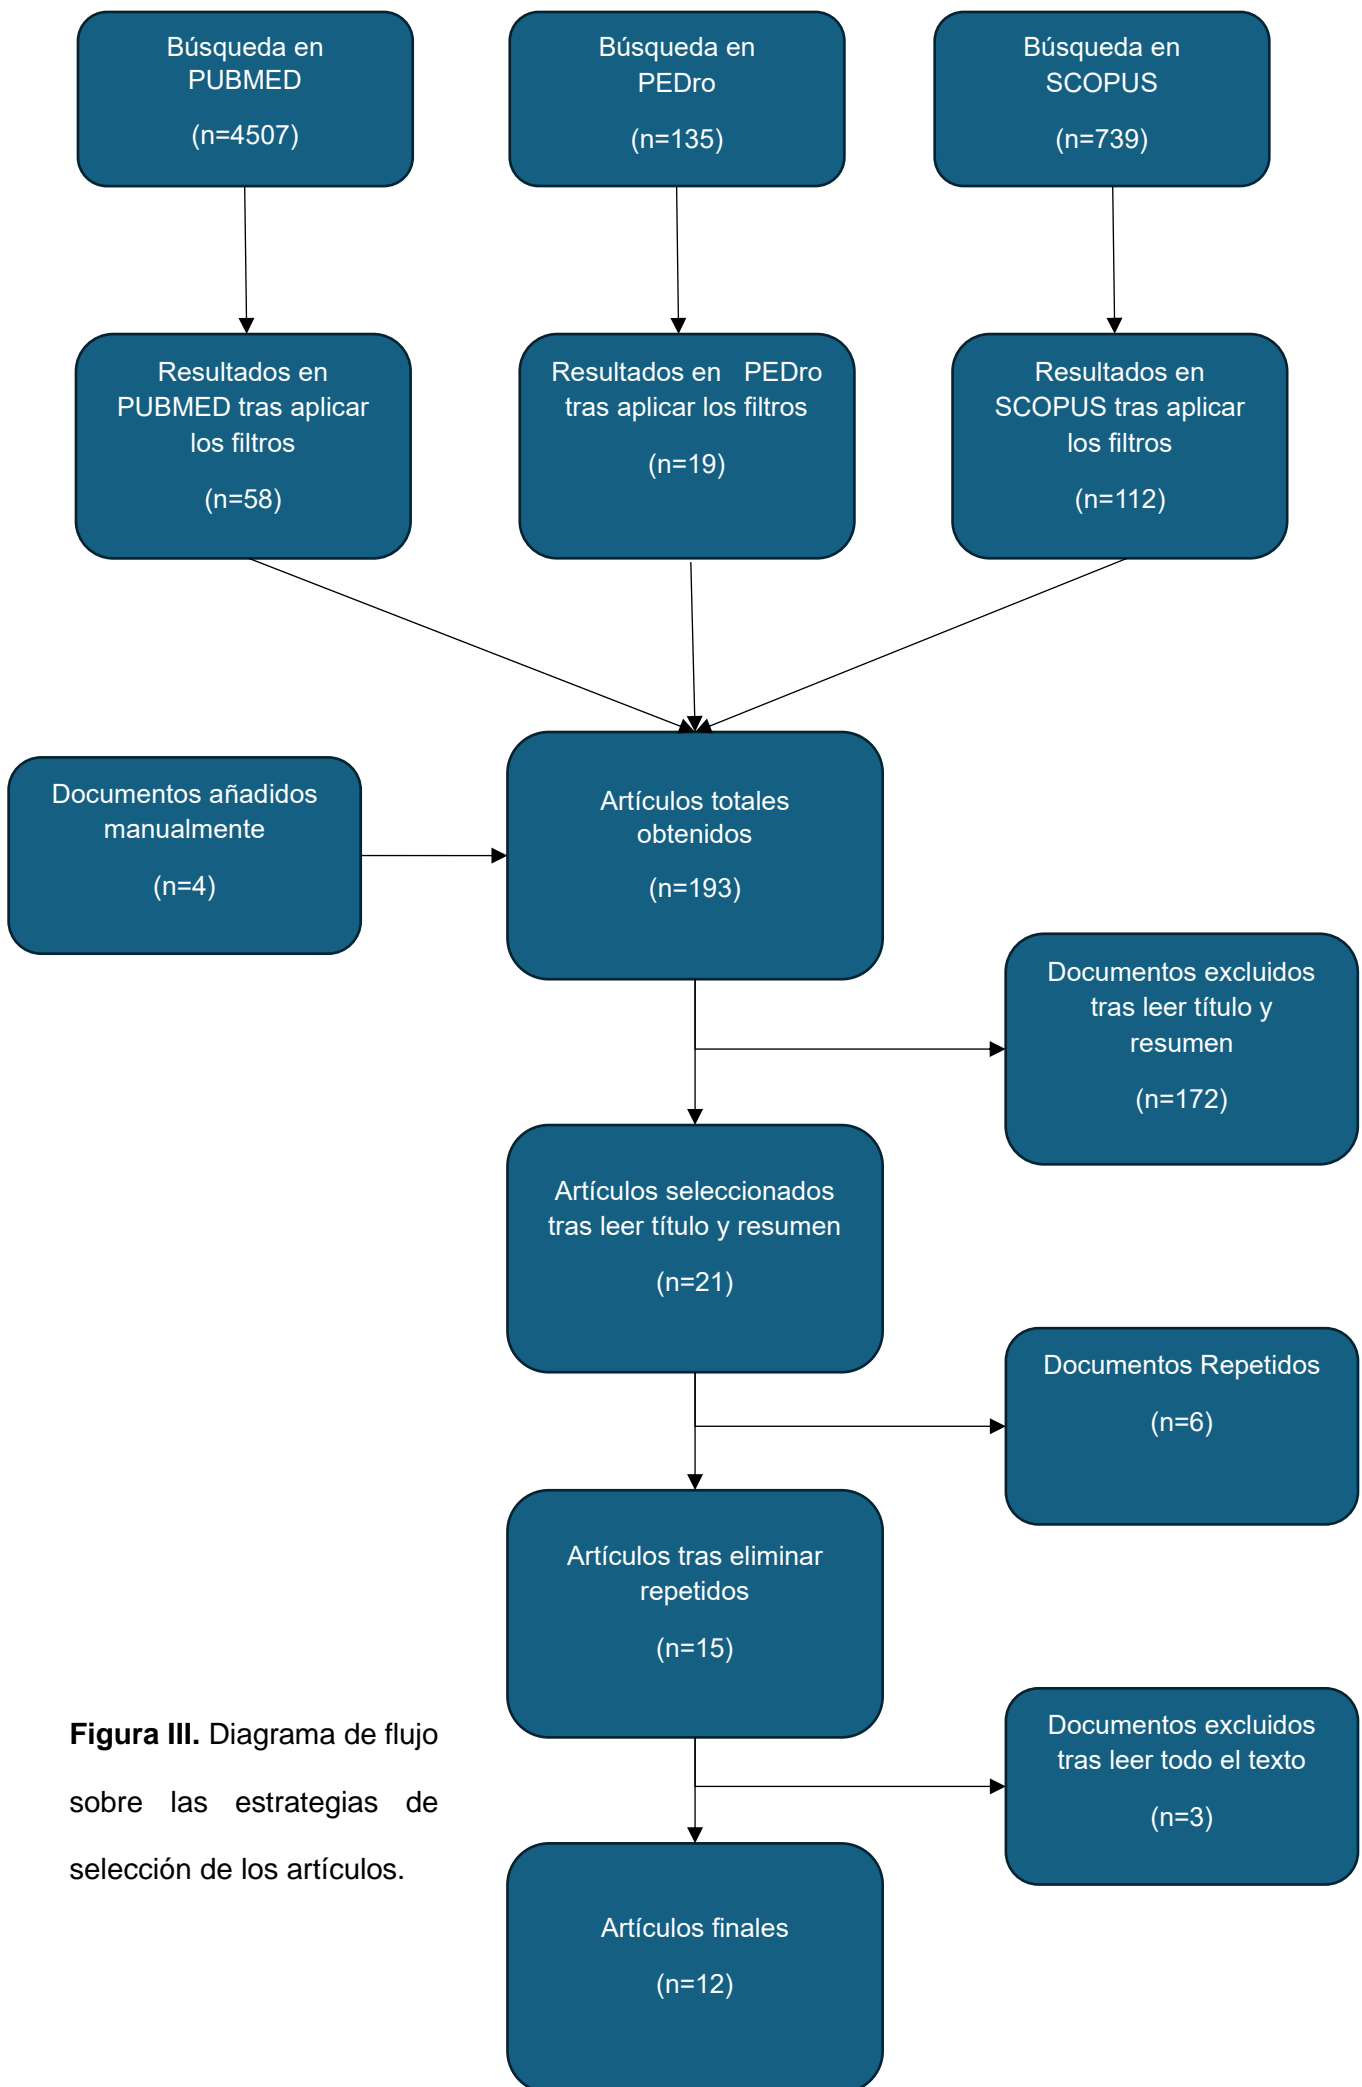 Búsqueda en
PUBMED
(n=4507)
Búsqueda en
PEDro
(n=135)
Búsqueda en
SCOPUS
(n=739)
Resultados en
PUBMED tras aplicar
los filtros
(n=58)
Resultados en PEDro
tras aplicar los filtros
(n=19)
Resultados en
SCOPUS tras aplicar
los filtros
(n=112)
Documentos añadidos
manualmente
(n=4)
Artículos totales
obtenidos
(n=193)
Documentos excluidos
tras leer título y
resumen
(n=172)
Artículos seleccionados
tras leer título y resumen
(n=21)
Documentos Repetidos
(n=6)
Artículos tras eliminar
repetidos
(n=15)
Documentos excluidos
tras leer todo el texto
(n=3)
Figura III. Diagrama de flujo
sobre las estrategias de
selección de los artículos.
Artículos finales
(n=12)